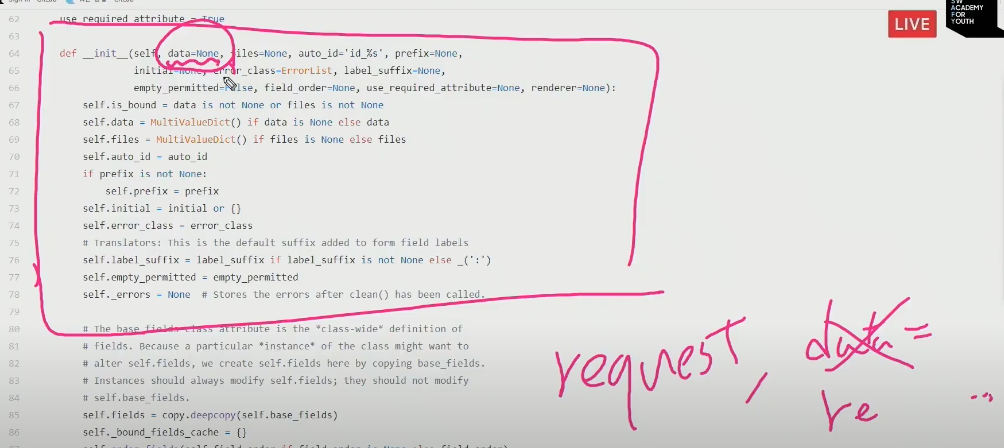 LIVE
SW
ACADEMY
FOR
YOUTH
62 use_required_attribute = True
63
64 def __init__(self, data=None, files=None, auto_id='id_%s', prefix=None,
65 initial=None, error_class=ErrorList, label_suffix=None,
66 empty_permitted=False, field_order=None, use_required_attribute=None, renderer=None):
67 self.is_bound = data is not None or files is not None
68 self.data = MultiValueDict() if data is None else data
69 self.files = MultiValueDict() if files is None else files
70 self.auto_id = auto_id
71 if prefix is not None:
72 self.prefix = prefix
73 self.initial = initial or {}
74 self.error_class = error_class
75 # Translators: This is the default suffix added to form field labels
76 self.label_suffix = label_suffix if label_suffix is not None else _(':')
77 self.empty_permitted = empty_permitted
78 self._errors = None  # Stores the errors after clean() has been called.
79
80 # The base_fields class attribute is the *class-wide* definition of
81 # fields. Because a particular *instance* of the class might want to
82 # alter self.fields, we create self.fields here by copying base_fields.
83 # Instances should always modify self.fields; they should not modify
84 # self.base_fields.
85 self.fields = copy.deepcopy(self.base_fields)
86 self._bound_fields_cache = {}
request, data =
re ...